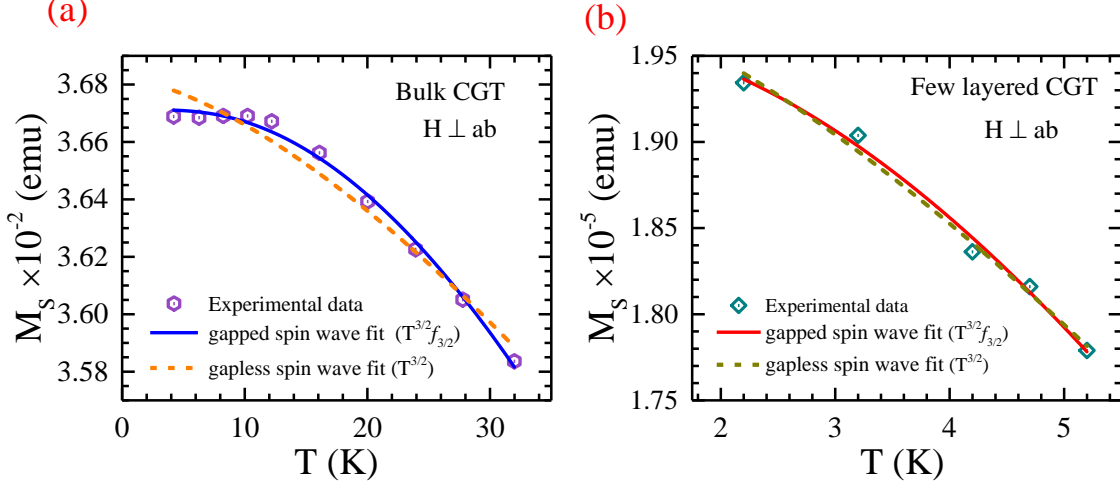 (a)
M_S ×10^-2 (emu)
3.68
3.66
3.64
3.62
3.60
3.58
Bulk CGT
H ⊥ ab
Experimental data
gapped spin wave fit (T^3/2 f_3/2)
gapless spin wave fit (T^3/2)
0 10 20 30
T (K)
(b)
M_S ×10^-5 (emu)
1.95
1.90
1.85
1.80
1.75
Few layered CGT
H ⊥ ab
Experimental data
gapped spin wave fit (T^3/2 f_3/2)
gapless spin wave fit (T^3/2)
2 3 4 5
T (K)